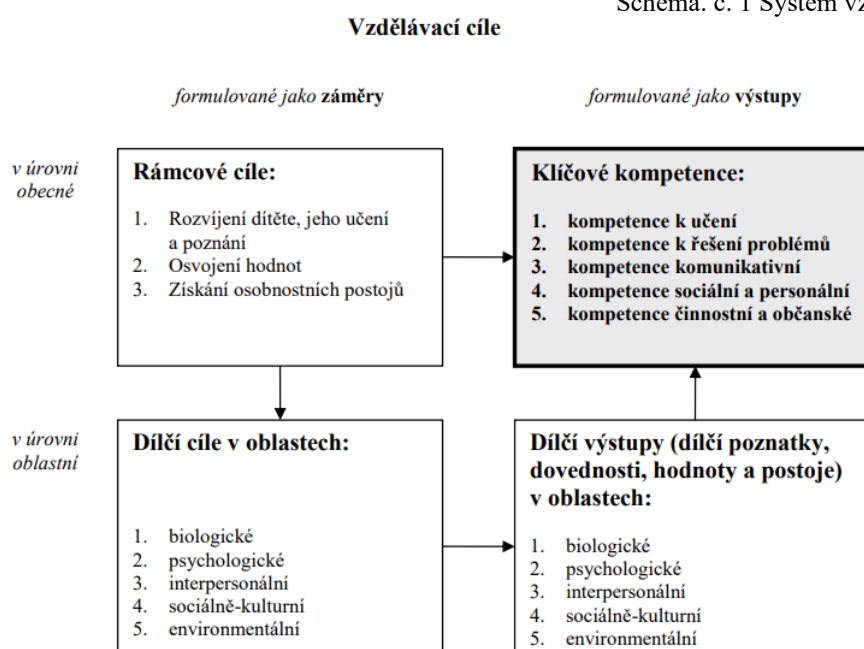 Schéma. č. 1 Systém vz
Vzdělávací cíle
formulované jako záměry
formulované jako výstupy
v úrovni
obecné
Rámcové cíle:
1. Rozvíjení dítěte, jeho učení
a poznání
2. Osvojení hodnot
3. Získání osobnostních postojů
Klíčové kompetence:
1. kompetence k učení
2. kompetence k řešení problémů
3. kompetence komunikativní
4. kompetence sociální a personální
5. kompetence činnostní a občanské
v úrovni
oblastní
Dílčí cíle v oblastech:
1. biologické
2. psychologické
3. interpersonální
4. sociálně-kulturní
5. environmentální
Dílčí výstupy (dílčí poznatky,
dovednosti, hodnoty a postoje)
v oblastech:
1. biologické
2. psychologické
3. interpersonální
4. sociálně-kulturní
5. environmentální